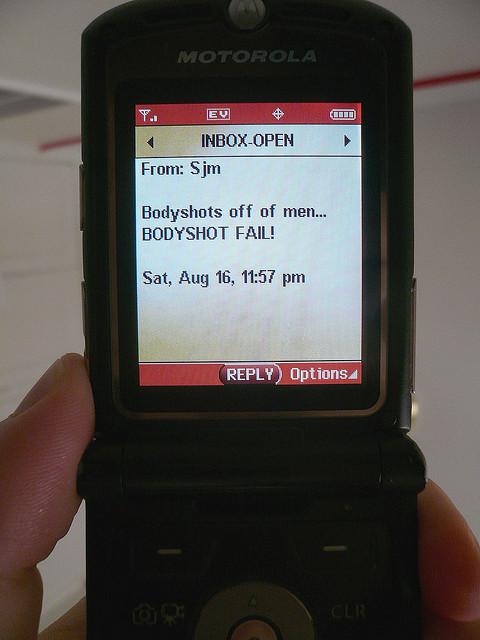 MOTOROLA
EV
INBOX-OPEN
From: Sjm
Bodyshots off of men...
BODYSHOT FAIL!
Sat, Aug 16, 11:57 pm
REPLY Options
CLR